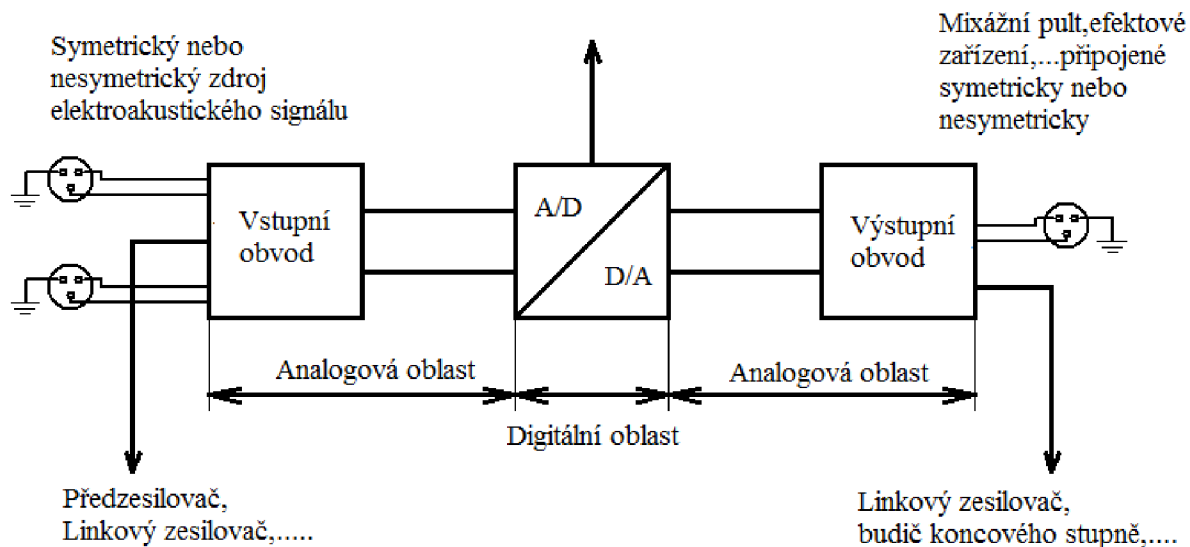 Symetrický nebo
nesymetrický zdroj
elektroakustického signálu
Mixážní pult,efektové
zařízení,...připojené
symetricky nebo
nesymetricky
Vstupní
obvod
A/D
D/A
Výstupní
obvod
Analogová oblast
Digitální oblast
Analogová oblast
Předzesilovač,
Linkový zesilovač,.....
Linkový zesilovač,
budič koncového stupně,....